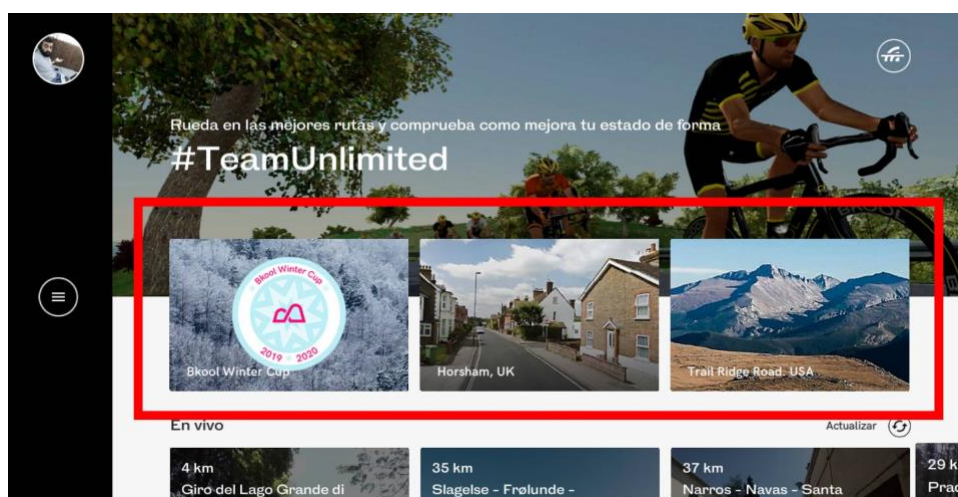 Rueda en las mejores rutas y comprueba como mejora tu estado de forma
#TeamUnlimited
Bkool Winter Cup
2019 2020
Bkool Winter Cup
Horsham, UK
Trail Ridge Road. USA
En vivo
Actualizar
4 km
Giro del Lago Grande di
35 km
Slagelse - Frølunde -
37 km
Narros - Navas - Santa
29 k
Prad